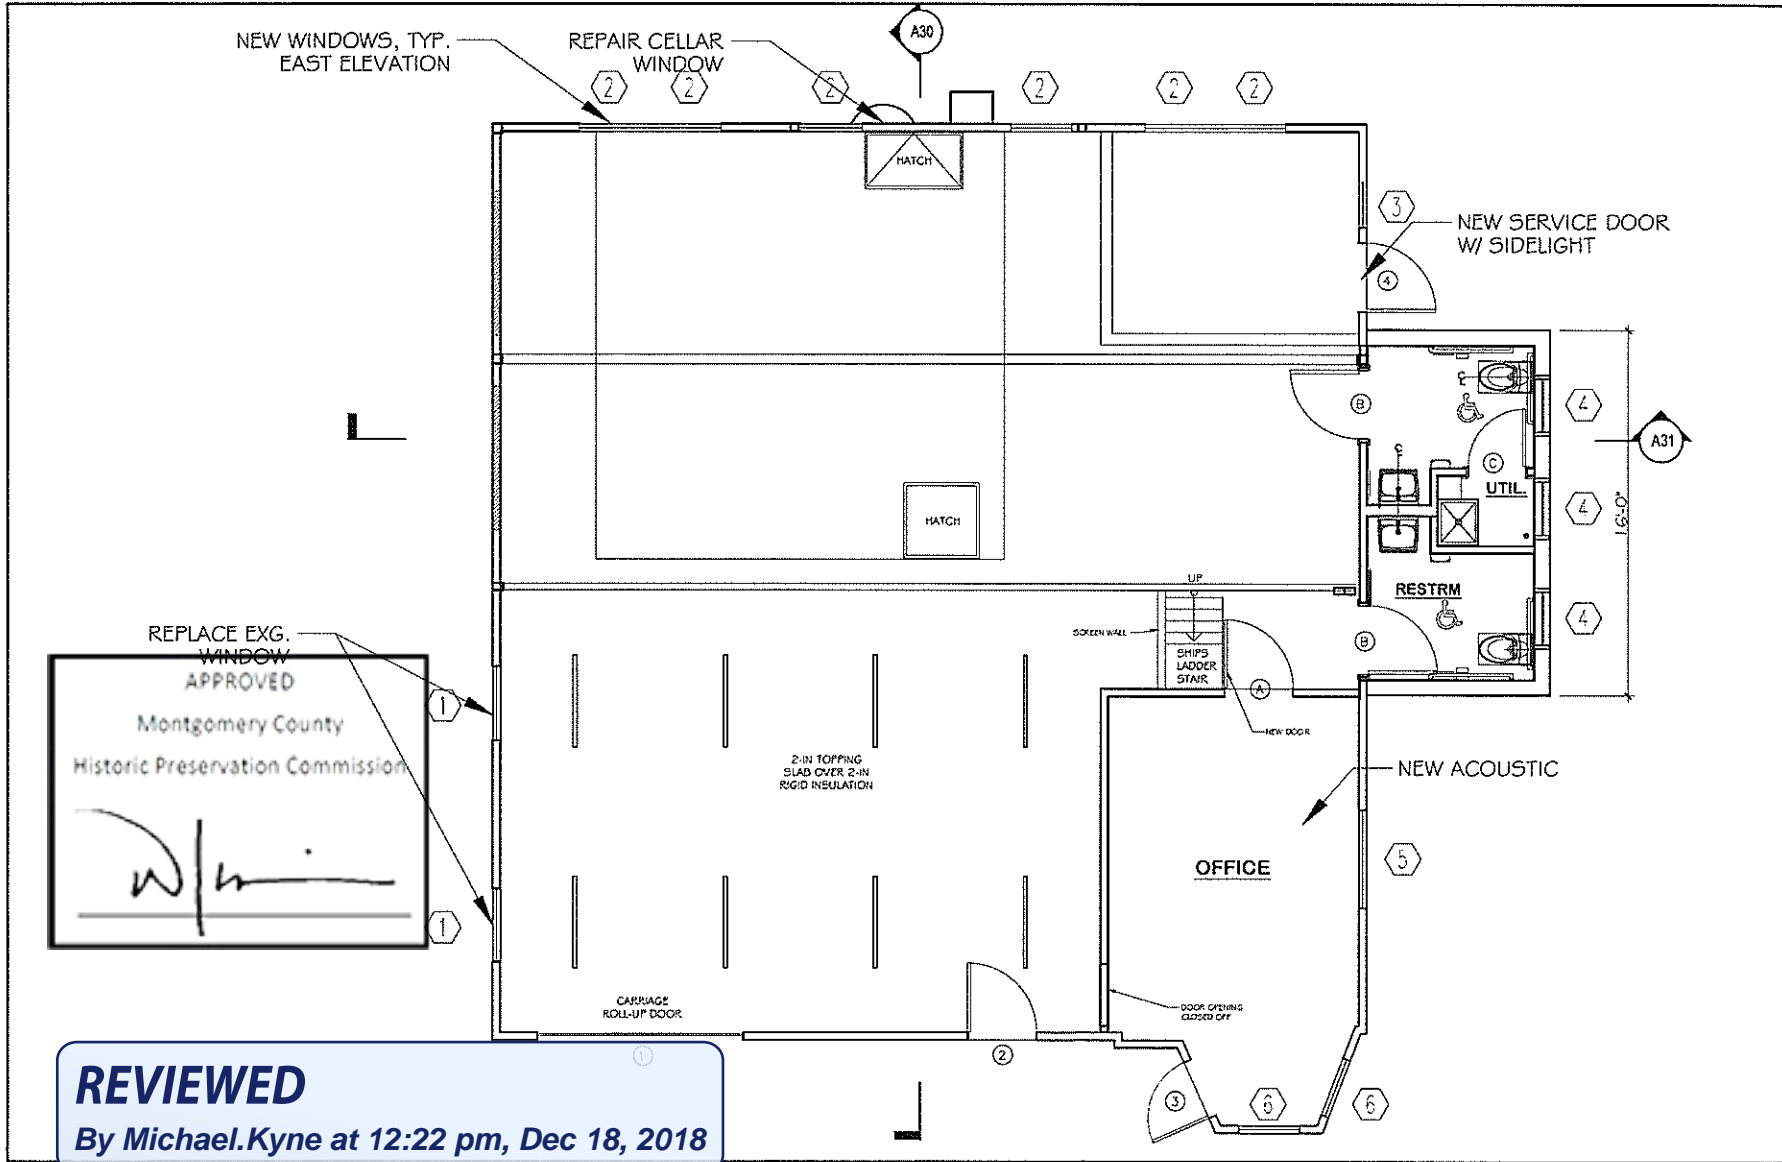 A30
NEW WINDOWS, TYP.
EAST ELEVATION
REPAIR CELLAR
WINDOW
2
2
2
2
2
2
HATCH
3
NEW SERVICE DOOR
W/ SIDELIGHT
4
B
4
A31
C
UTIL.
HATCH
4
16'-0"
UP
RESTRM
4
SCREEN WALL
B
REPLACE EXG.
WINDOW
SHIPS
LADDER
STAIR
A
APPROVED
Montgomery County
Historic Preservation Commission
1
NEW DOOR
2-IN TOPPING
SLAB OVER 2-IN
RIGID INSULATION
NEW ACOUSTIC
OFFICE
5
1
CARRIAGE
ROLL-UP DOOR
DOOR OPENING
CLOSED OFF
1
2
3
6
6
REVIEWED
By Michael.Kyne at 12:22 pm, Dec 18, 2018